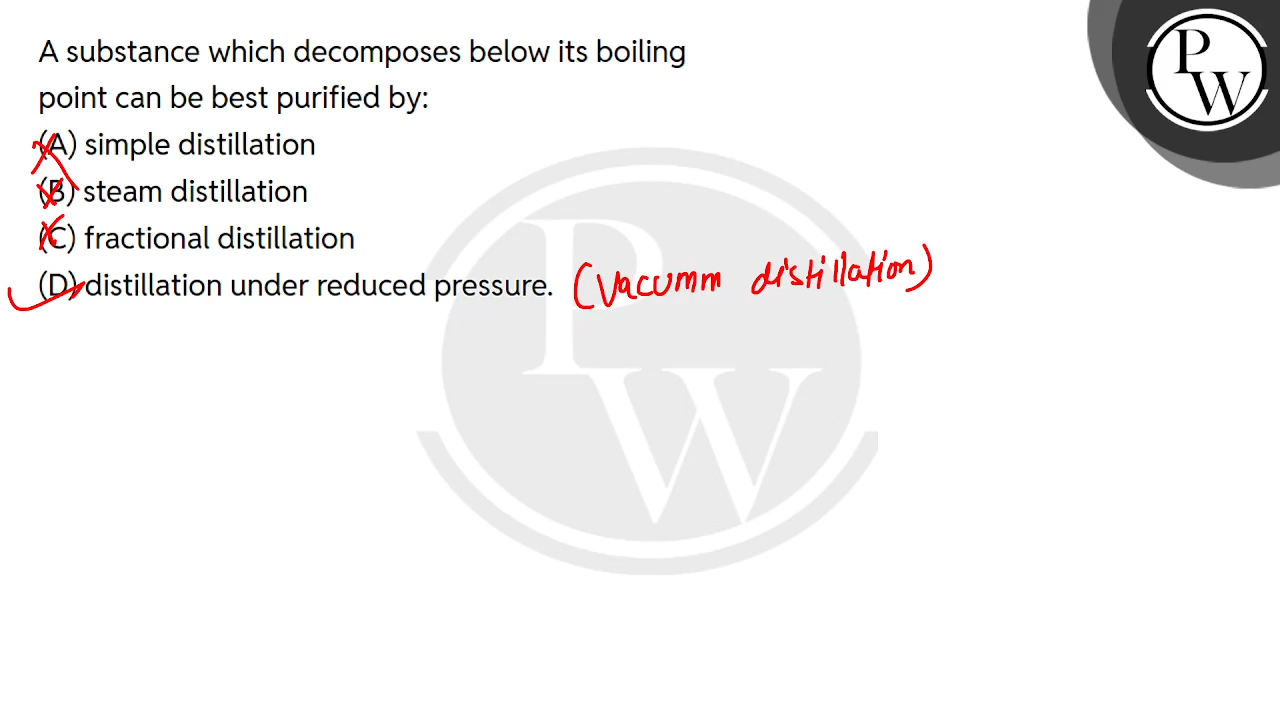 A substance which decomposes below its boiling
point can be best purified by:
(A) simple distillation
(B) steam distillation
(C) fractional distillation
(D) distillation under reduced pressure. (Vacumm distillation)
P
W
P
W